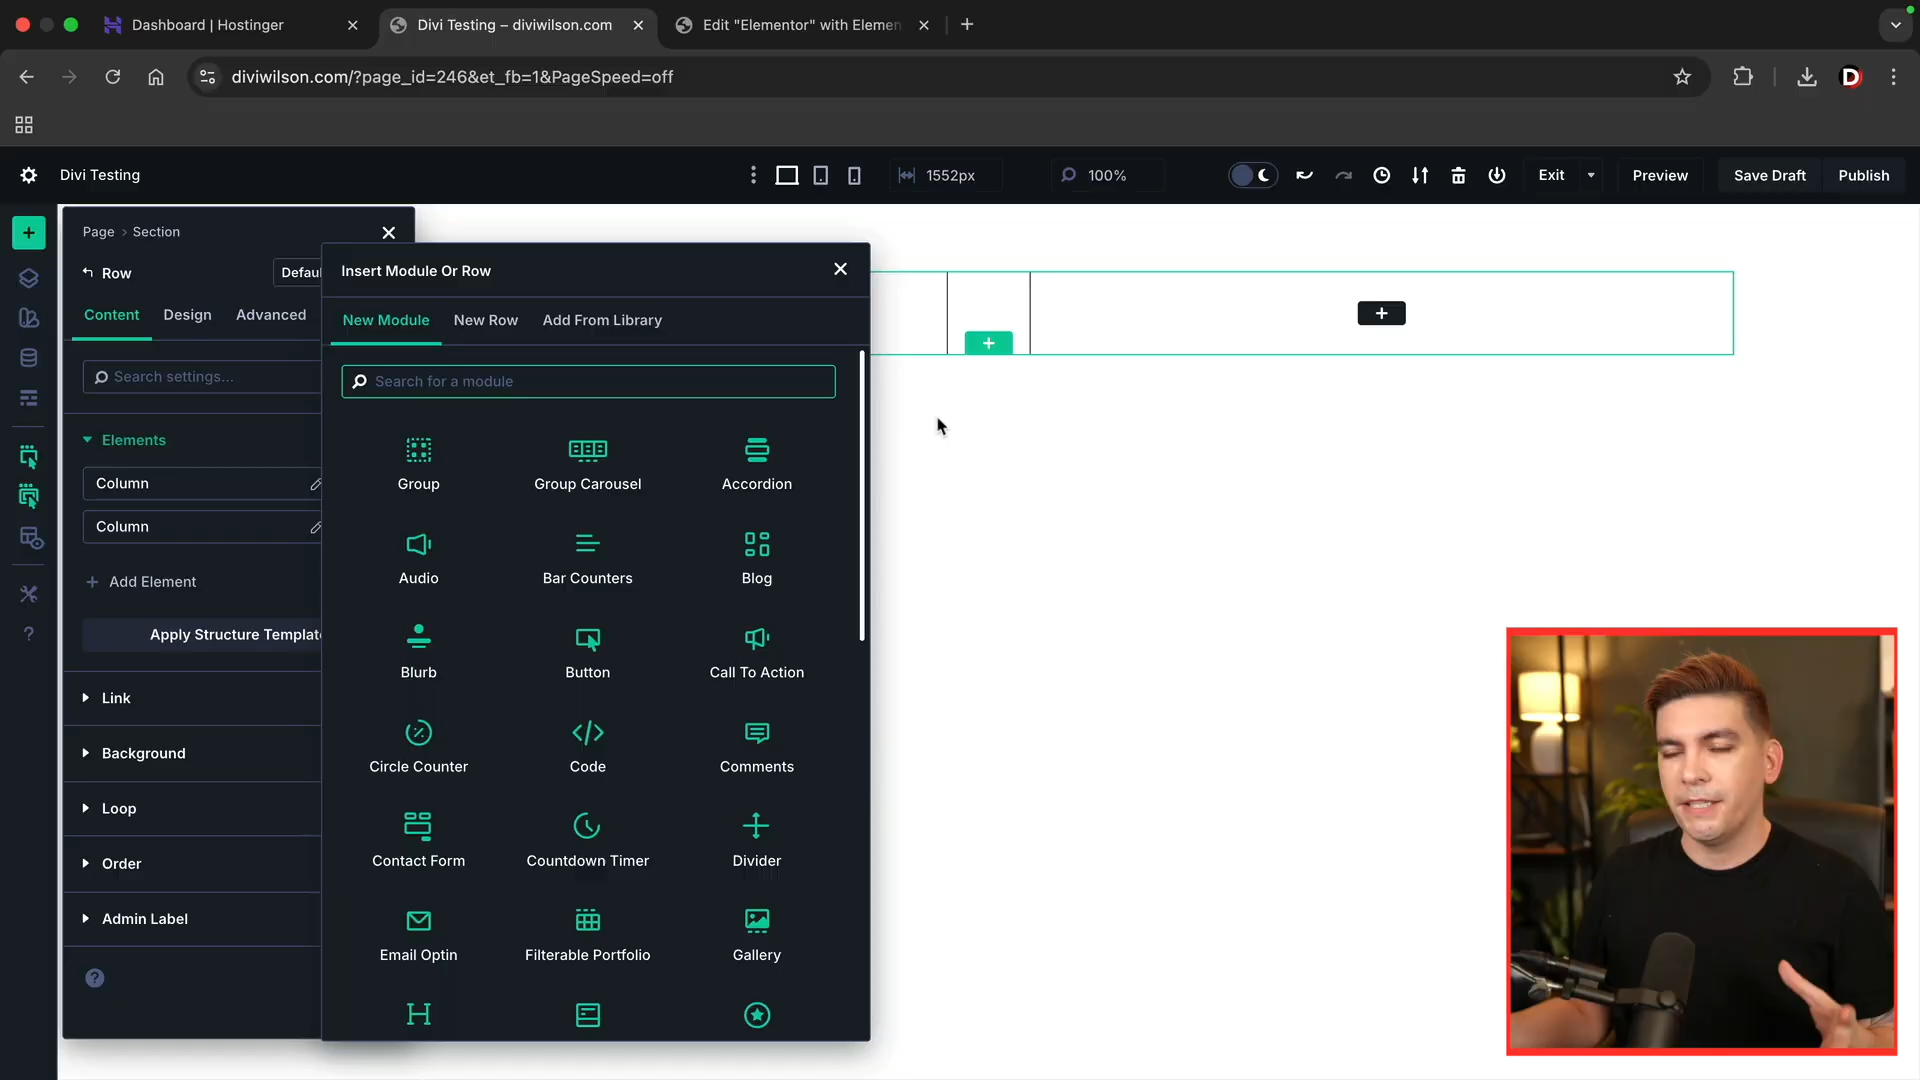 Dashboard | Hostinger
Divi Testing – diviwilson.com
Edit "Elementor" with Elemen
diviwilson.com/?page_id=246&et_fb=1&PageSpeed=off
D
Divi Testing
1552px
100%
Exit
Preview
Save Draft
Publish
Page > Section
Row
Defaul
Content
Design
Advanced
Search settings...
Elements
Column
Column
+ Add Element
Apply Structure Template
Link
Background
Loop
Order
Admin Label
Insert Module Or Row
New Module
New Row
Add From Library
Search for a module
Group
Group Carousel
Accordion
Audio
Bar Counters
Blog
Blurb
Button
Call To Action
Circle Counter
Code
Comments
Contact Form
Countdown Timer
Divider
Email Optin
Filterable Portfolio
Gallery